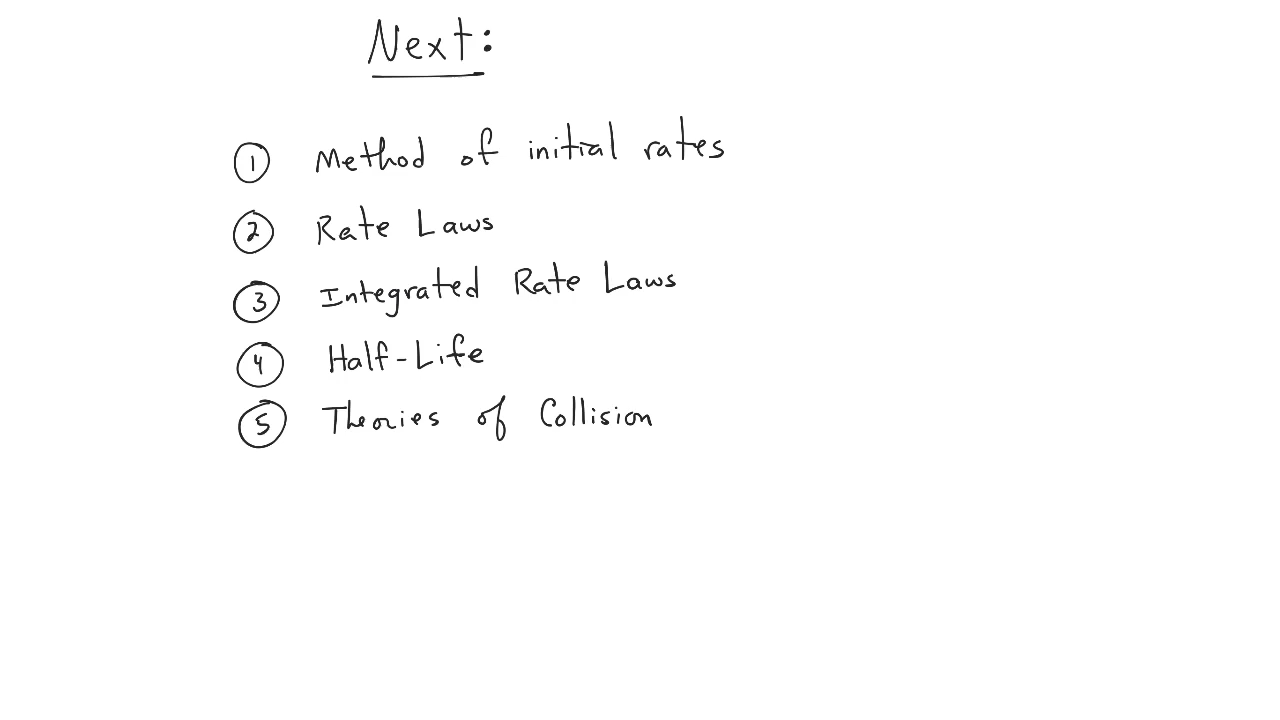 Next:
① Method of initial rates
② Rate Laws
③ Integrated Rate Laws
④ Half-Life
⑤ Theories of Collision